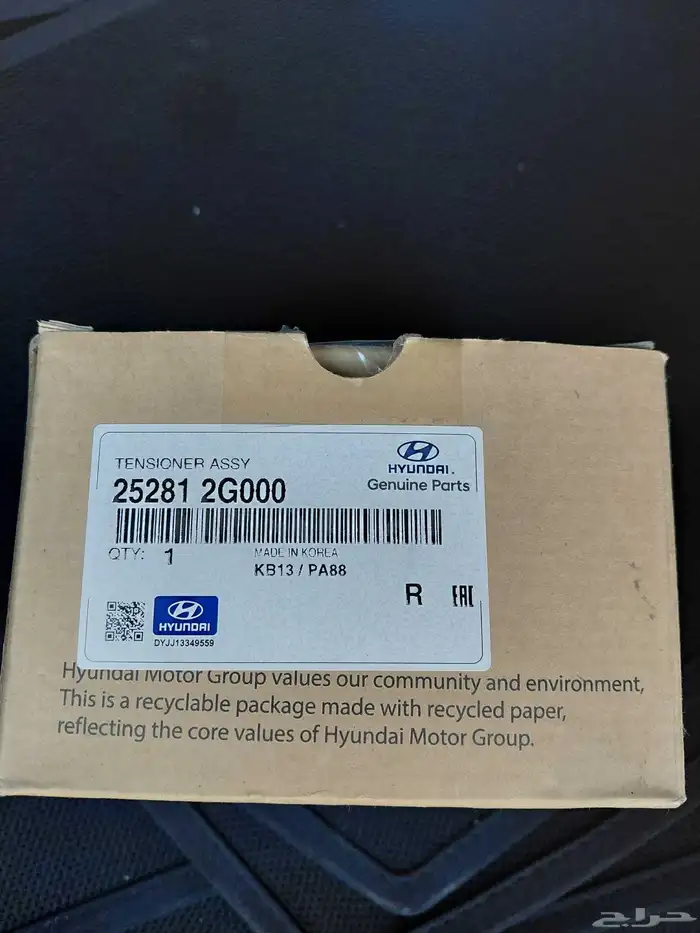 TENSIONER ASSY
HYUNDAI
Genuine Parts
25281 2G000
QTY: 1
MADE IN KOREA
KB13 / PA88
R EAC
HYUNDAI
DYJJ13349559
Hyundai Motor Group values our community and environment,
This is a recyclable package made with recycled paper,
reflecting the core values of Hyundai Motor Group.
حراج